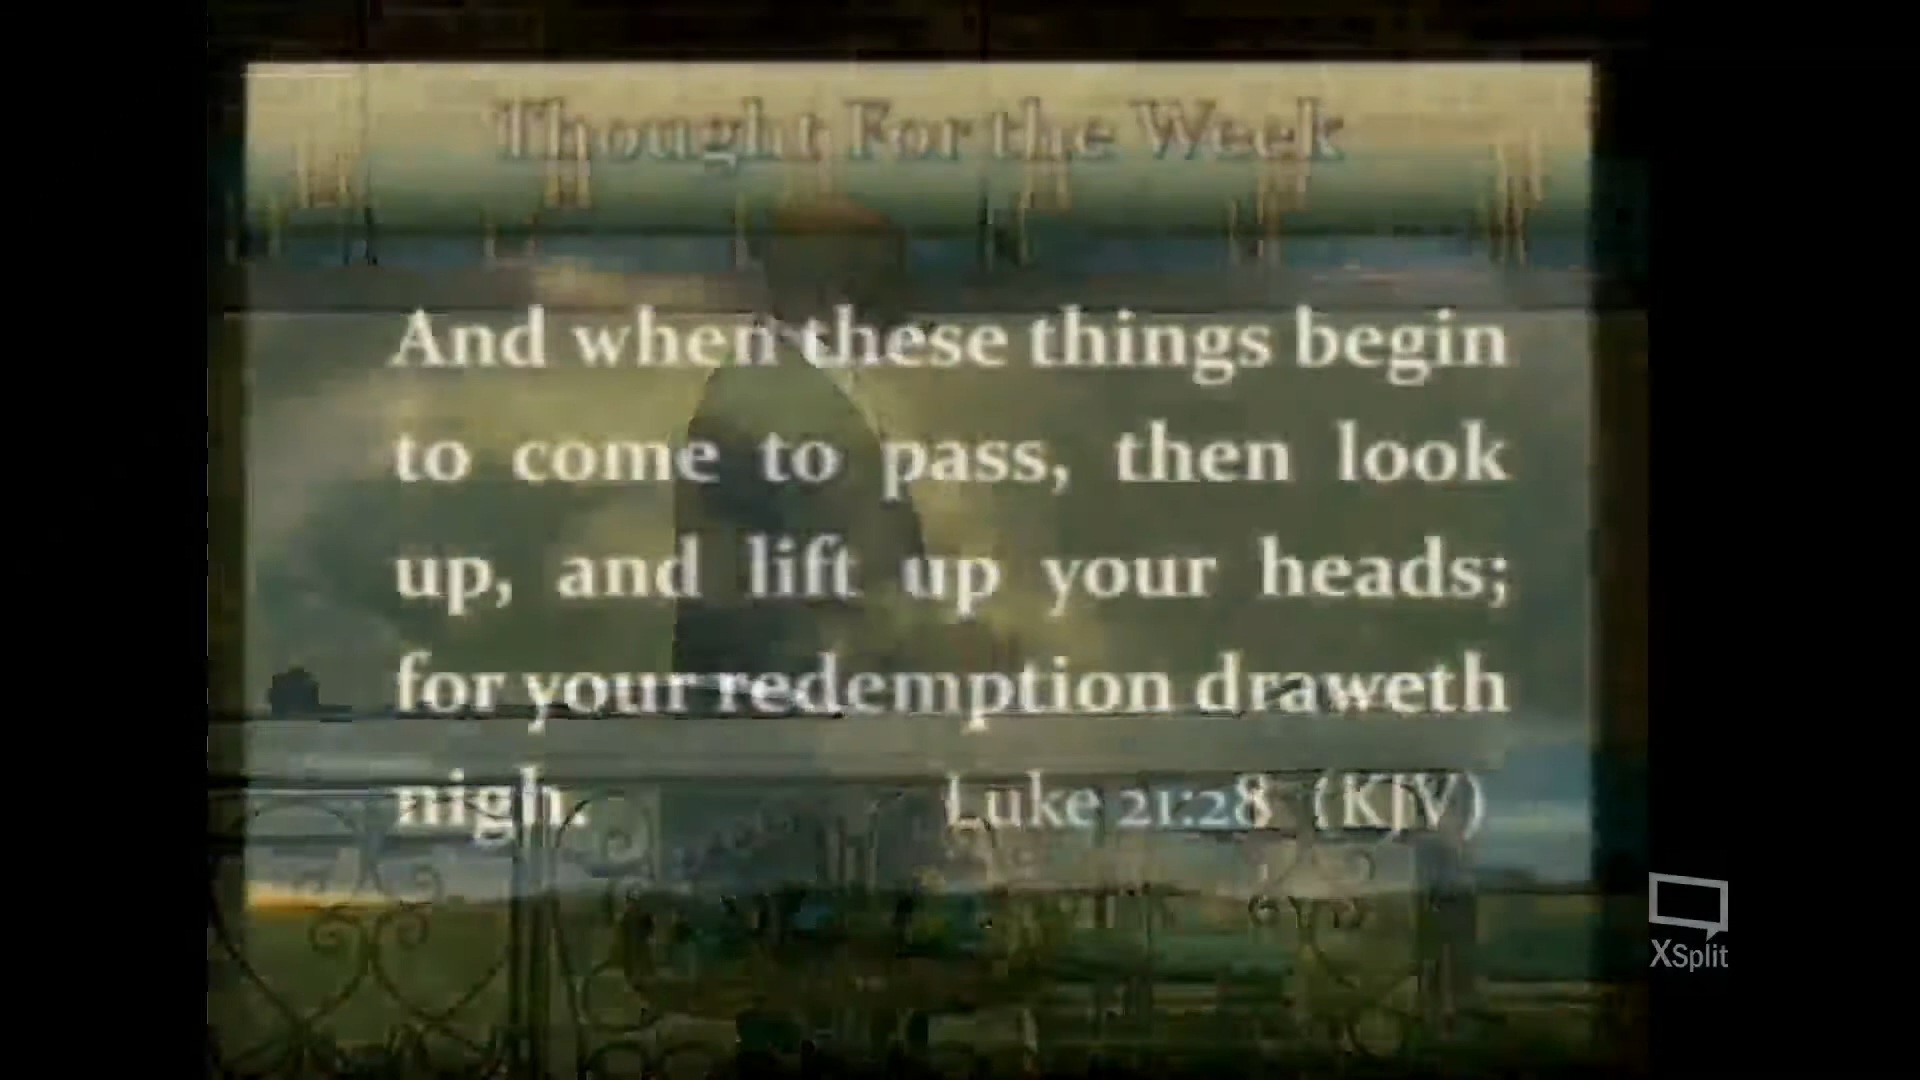 Thought For the Week
And when these things begin
to come to pass, then look
up, and lift up your heads;
for your redemption draweth
nigh. Luke 21:28 (KJV)
XSplit